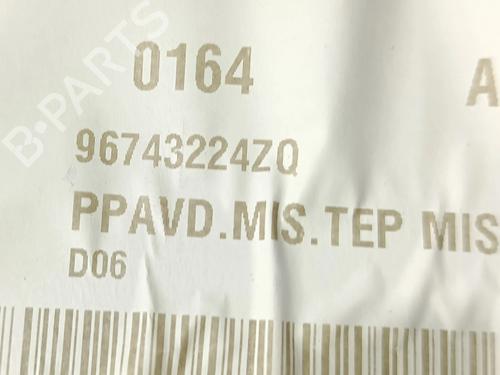 0164 A
96743224ZQ
PPAVD.MIS.TEP MIS
D06
B-PARTS